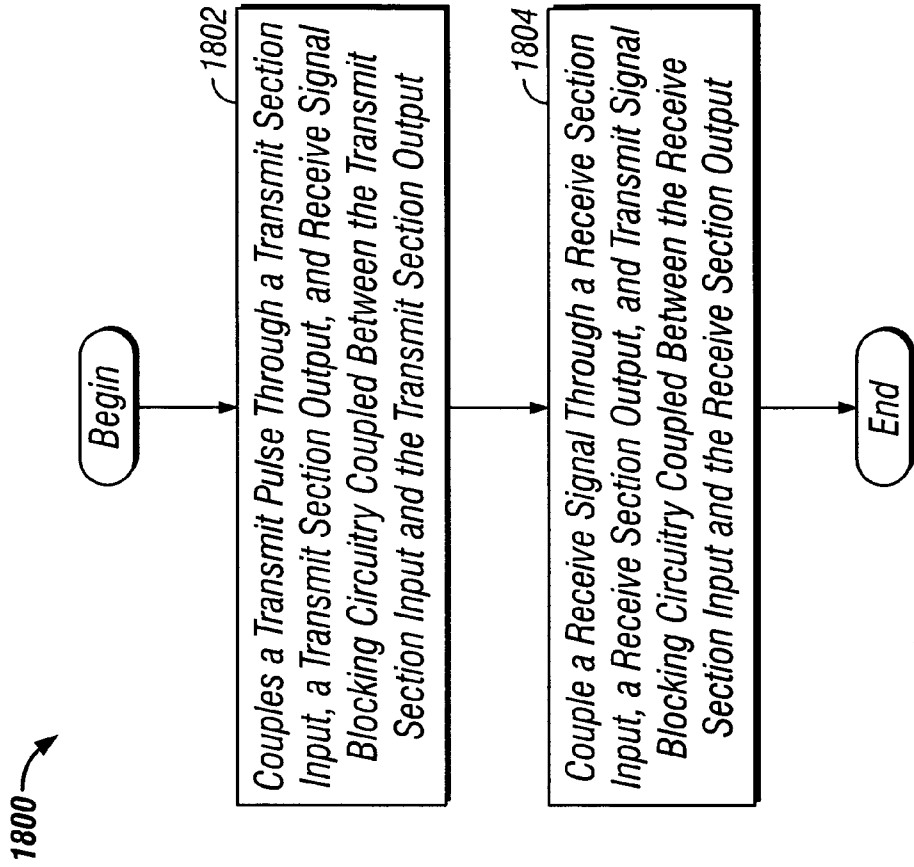 1800
Begin
1802
Couples a Transmit Pulse Through a Transmit Section
Input, a Transmit Section Output, and Receive Signal
Blocking Circuitry Coupled Between the Transmit
Section Input and the Transmit Section Output
1804
Couple a Receive Signal Through a Receive Section
Input, a Receive Section Output, and Transmit Signal
Blocking Circuitry Coupled Between the Receive
Section Input and the Receive Section Output
End